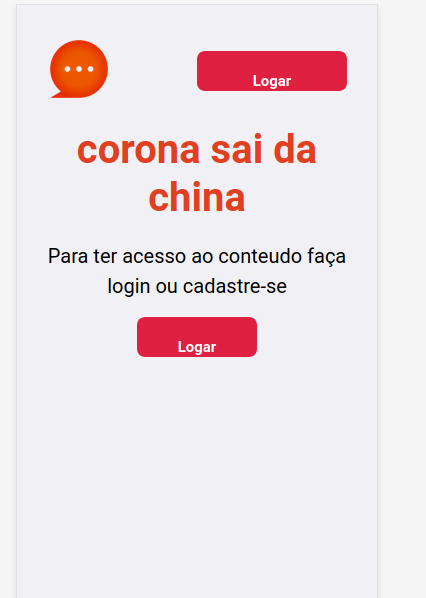 Logar
corona sai da
china
Para ter acesso ao conteudo faça
login ou cadastre-se
Logar